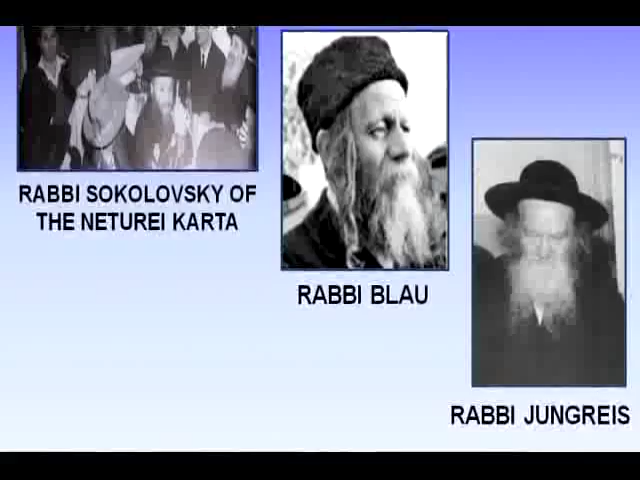 RABBI SOKOLOVSKY OF
THE NETUREI KARTA
RABBI BLAU
RABBI JUNGREIS